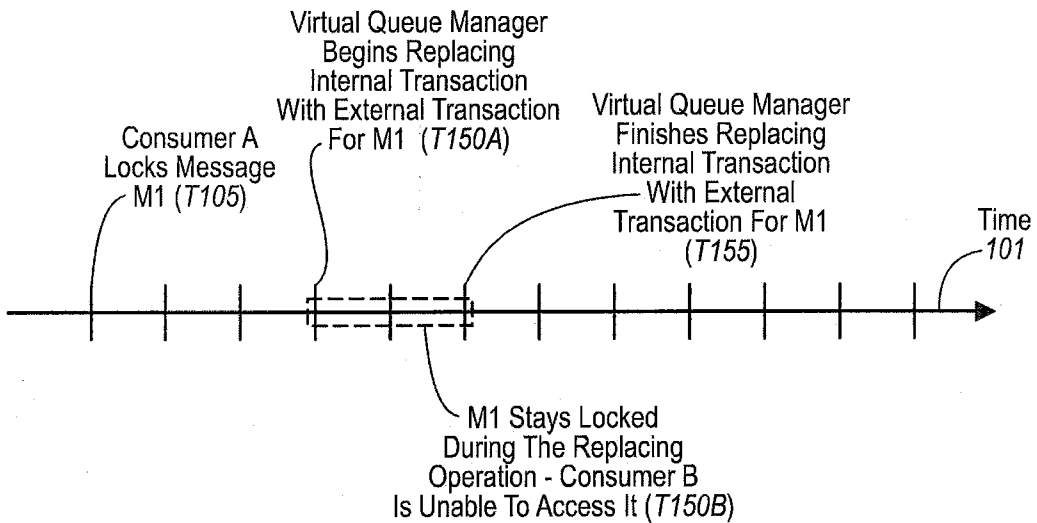 Virtual Queue Manager
Begins Replacing
Internal Transaction
With External Transaction
For M1 (T150A)
Consumer A
Locks Message
M1 (T105)
Virtual Queue Manager
Finishes Replacing
Internal Transaction
With External
Transaction For M1
(T155)
Time
101
M1 Stays Locked
During The Replacing
Operation - Consumer B
Is Unable To Access It (T150B)